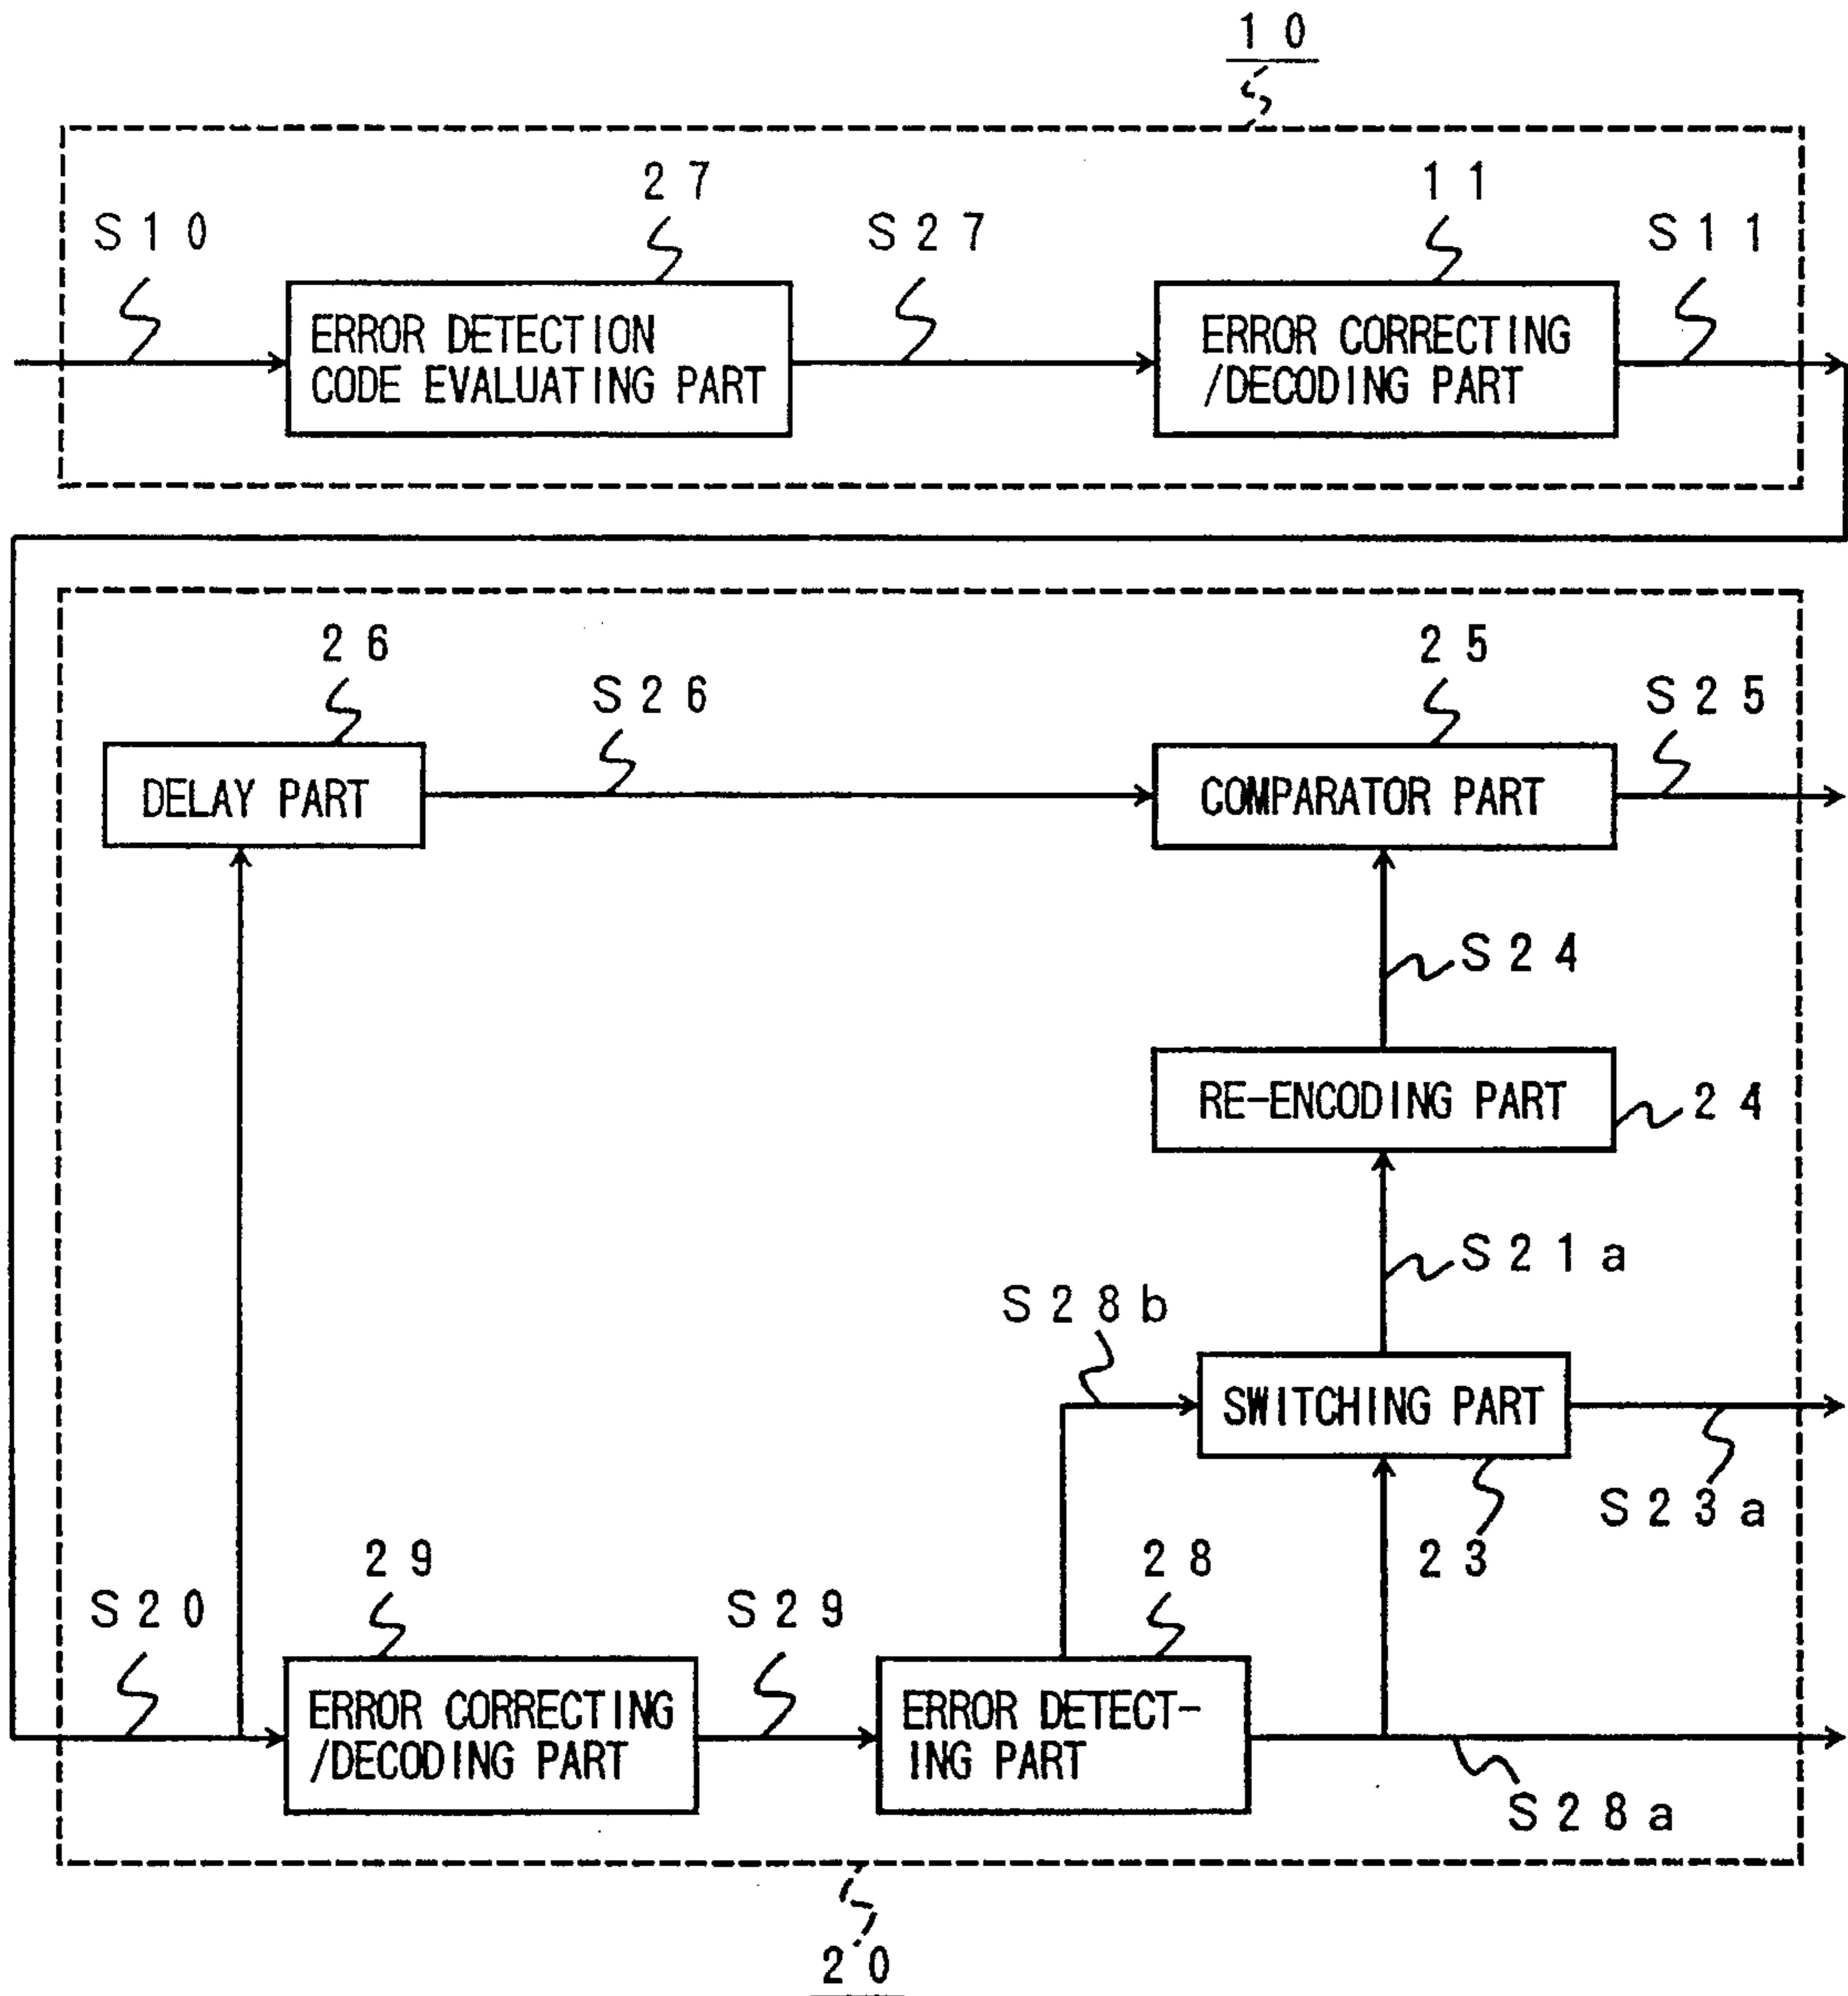 10
27
11
S10
S27
S11
ERROR DETECTION
CODE EVALUATING PART
ERROR CORRECTING
/DECODING PART
26
25
S26
S25
DELAY PART
COMPARATOR PART
S24
RE-ENCODING PART
24
S21a
S28b
SWITCHING PART
S23a
29
28
23
S20
S29
ERROR CORRECTING
/DECODING PART
ERROR DETECT-
ING PART
S28a
20